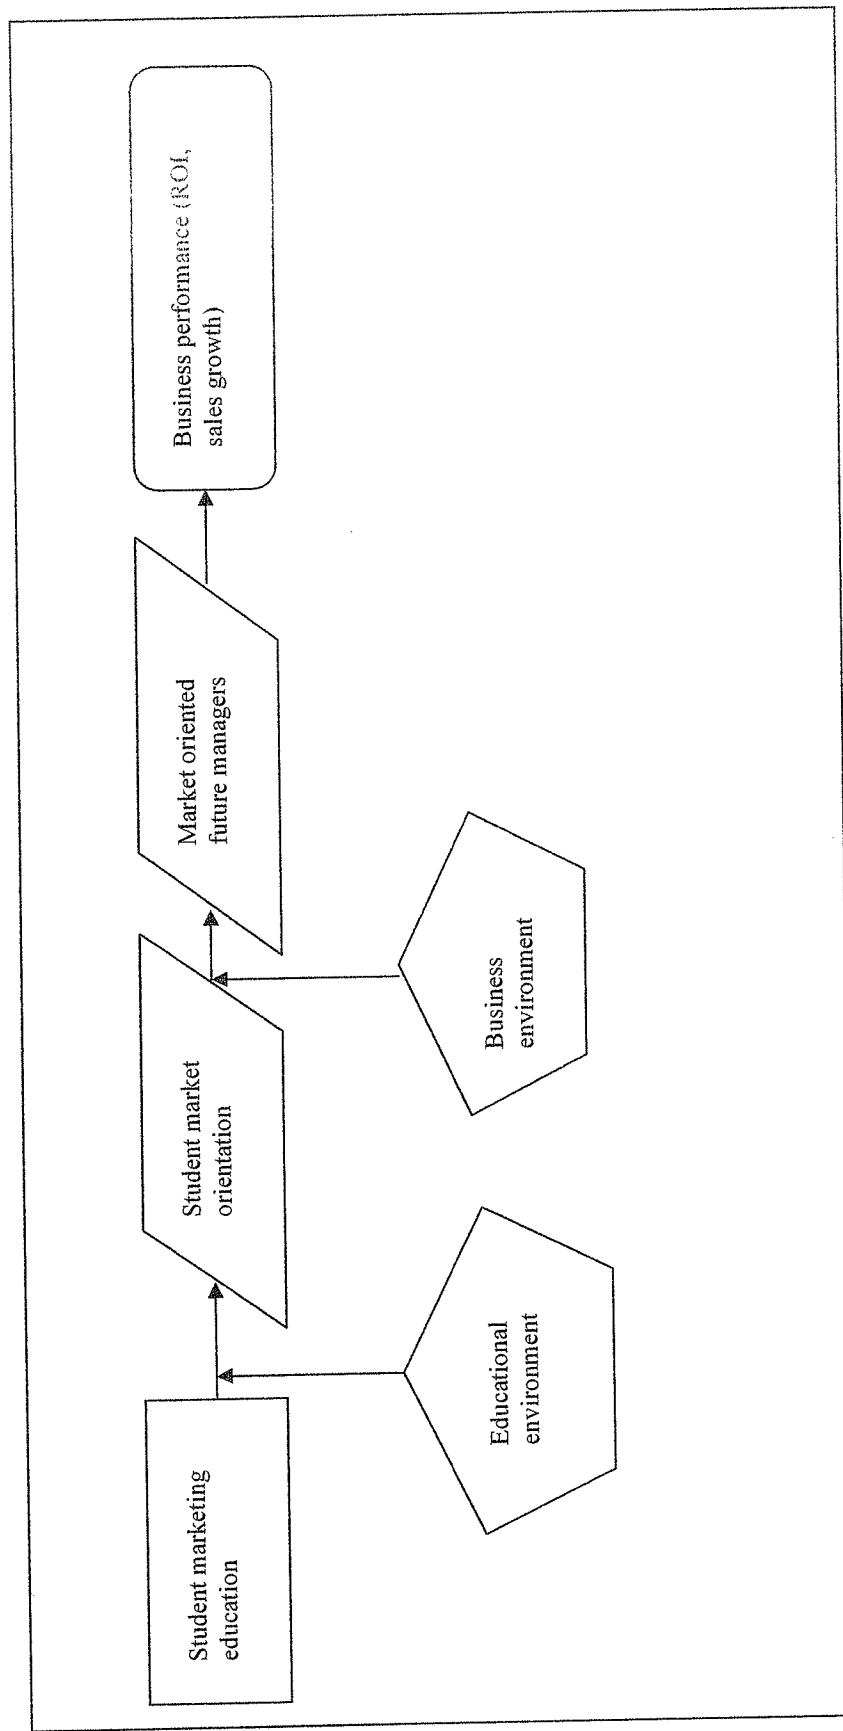 Student marketing
education
Student market
orientation
Market oriented
future managers
Business performance (ROI,
sales growth)
Educational
environment
Business
environment